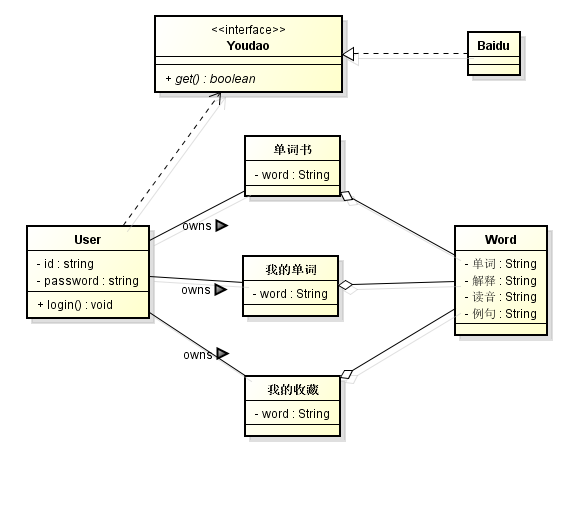 <<interface>>
Youdao
+ get() : boolean
Baidu
单词书
- word : String
owns
User
- id : string
- password : string
+ login() : void
我的单词
- word : String
owns
Word
- 单词 : String
- 解释 : String
- 读音 : String
- 例句 : String
owns
我的收藏
- word : String